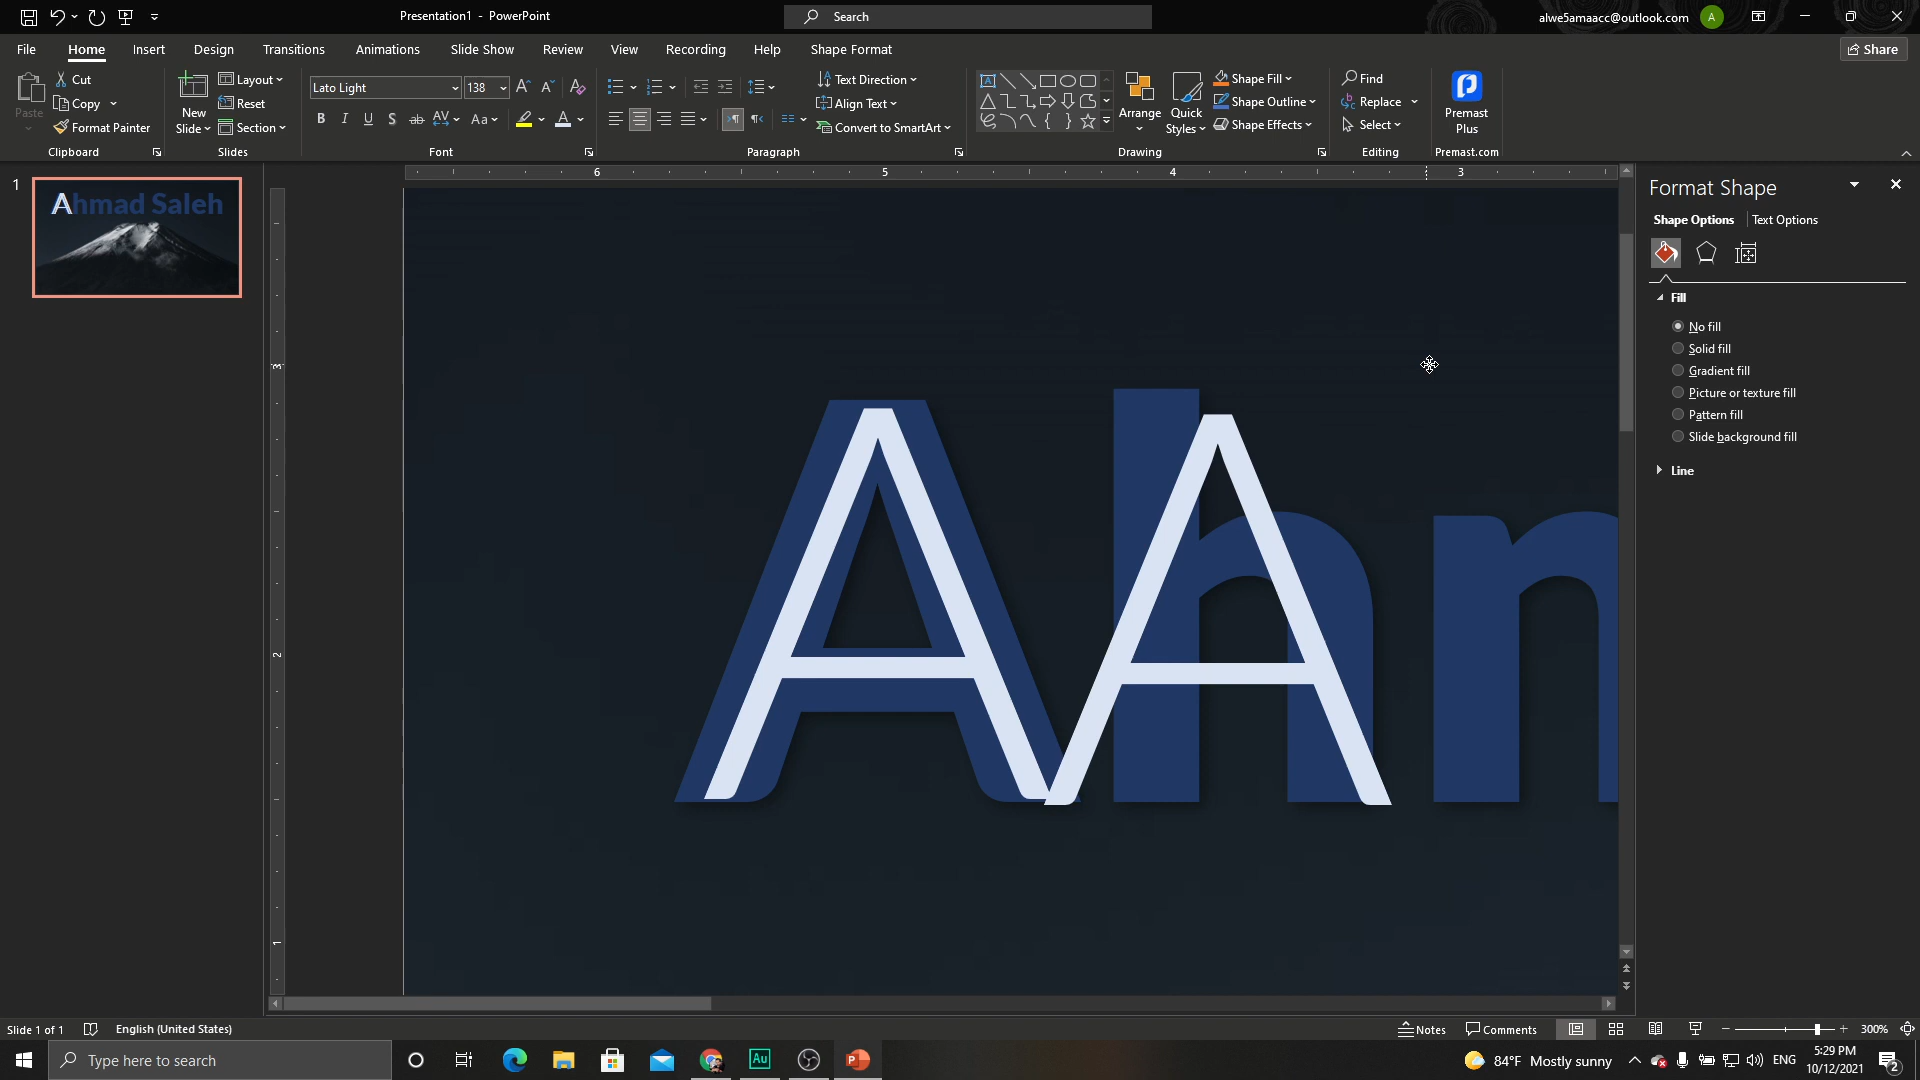 Presentation1 - PowerPoint
Search
alwe5amaacc@outlook.com
A
File
Home
Insert
Design
Transitions
Animations
Slide Show
Review
View
Recording
Help
Shape Format
Share
Paste
Cut
Copy
Format Painter
Clipboard
New
Slide
Layout
Reset
Section
Slides
Lato Light
138
Font
Paragraph
Text Direction
Align Text
Convert to SmartArt
Arrange
Quick
Styles
Shape Fill
Shape Outline
Shape Effects
Drawing
Find
Replace
Select
Editing
Premast
Plus
Premast.com
1
Ahmad Saleh
6
5
4
3
3
2
1
A
A
h
Format Shape
Shape Options
Text Options
Fill
No fill
Solid fill
Gradient fill
Picture or texture fill
Pattern fill
Slide background fill
Line
Slide 1 of 1
English (United States)
Notes
Comments
300%
Type here to search
Au
84°F Mostly sunny
ENG
5:29 PM
10/12/2021
2